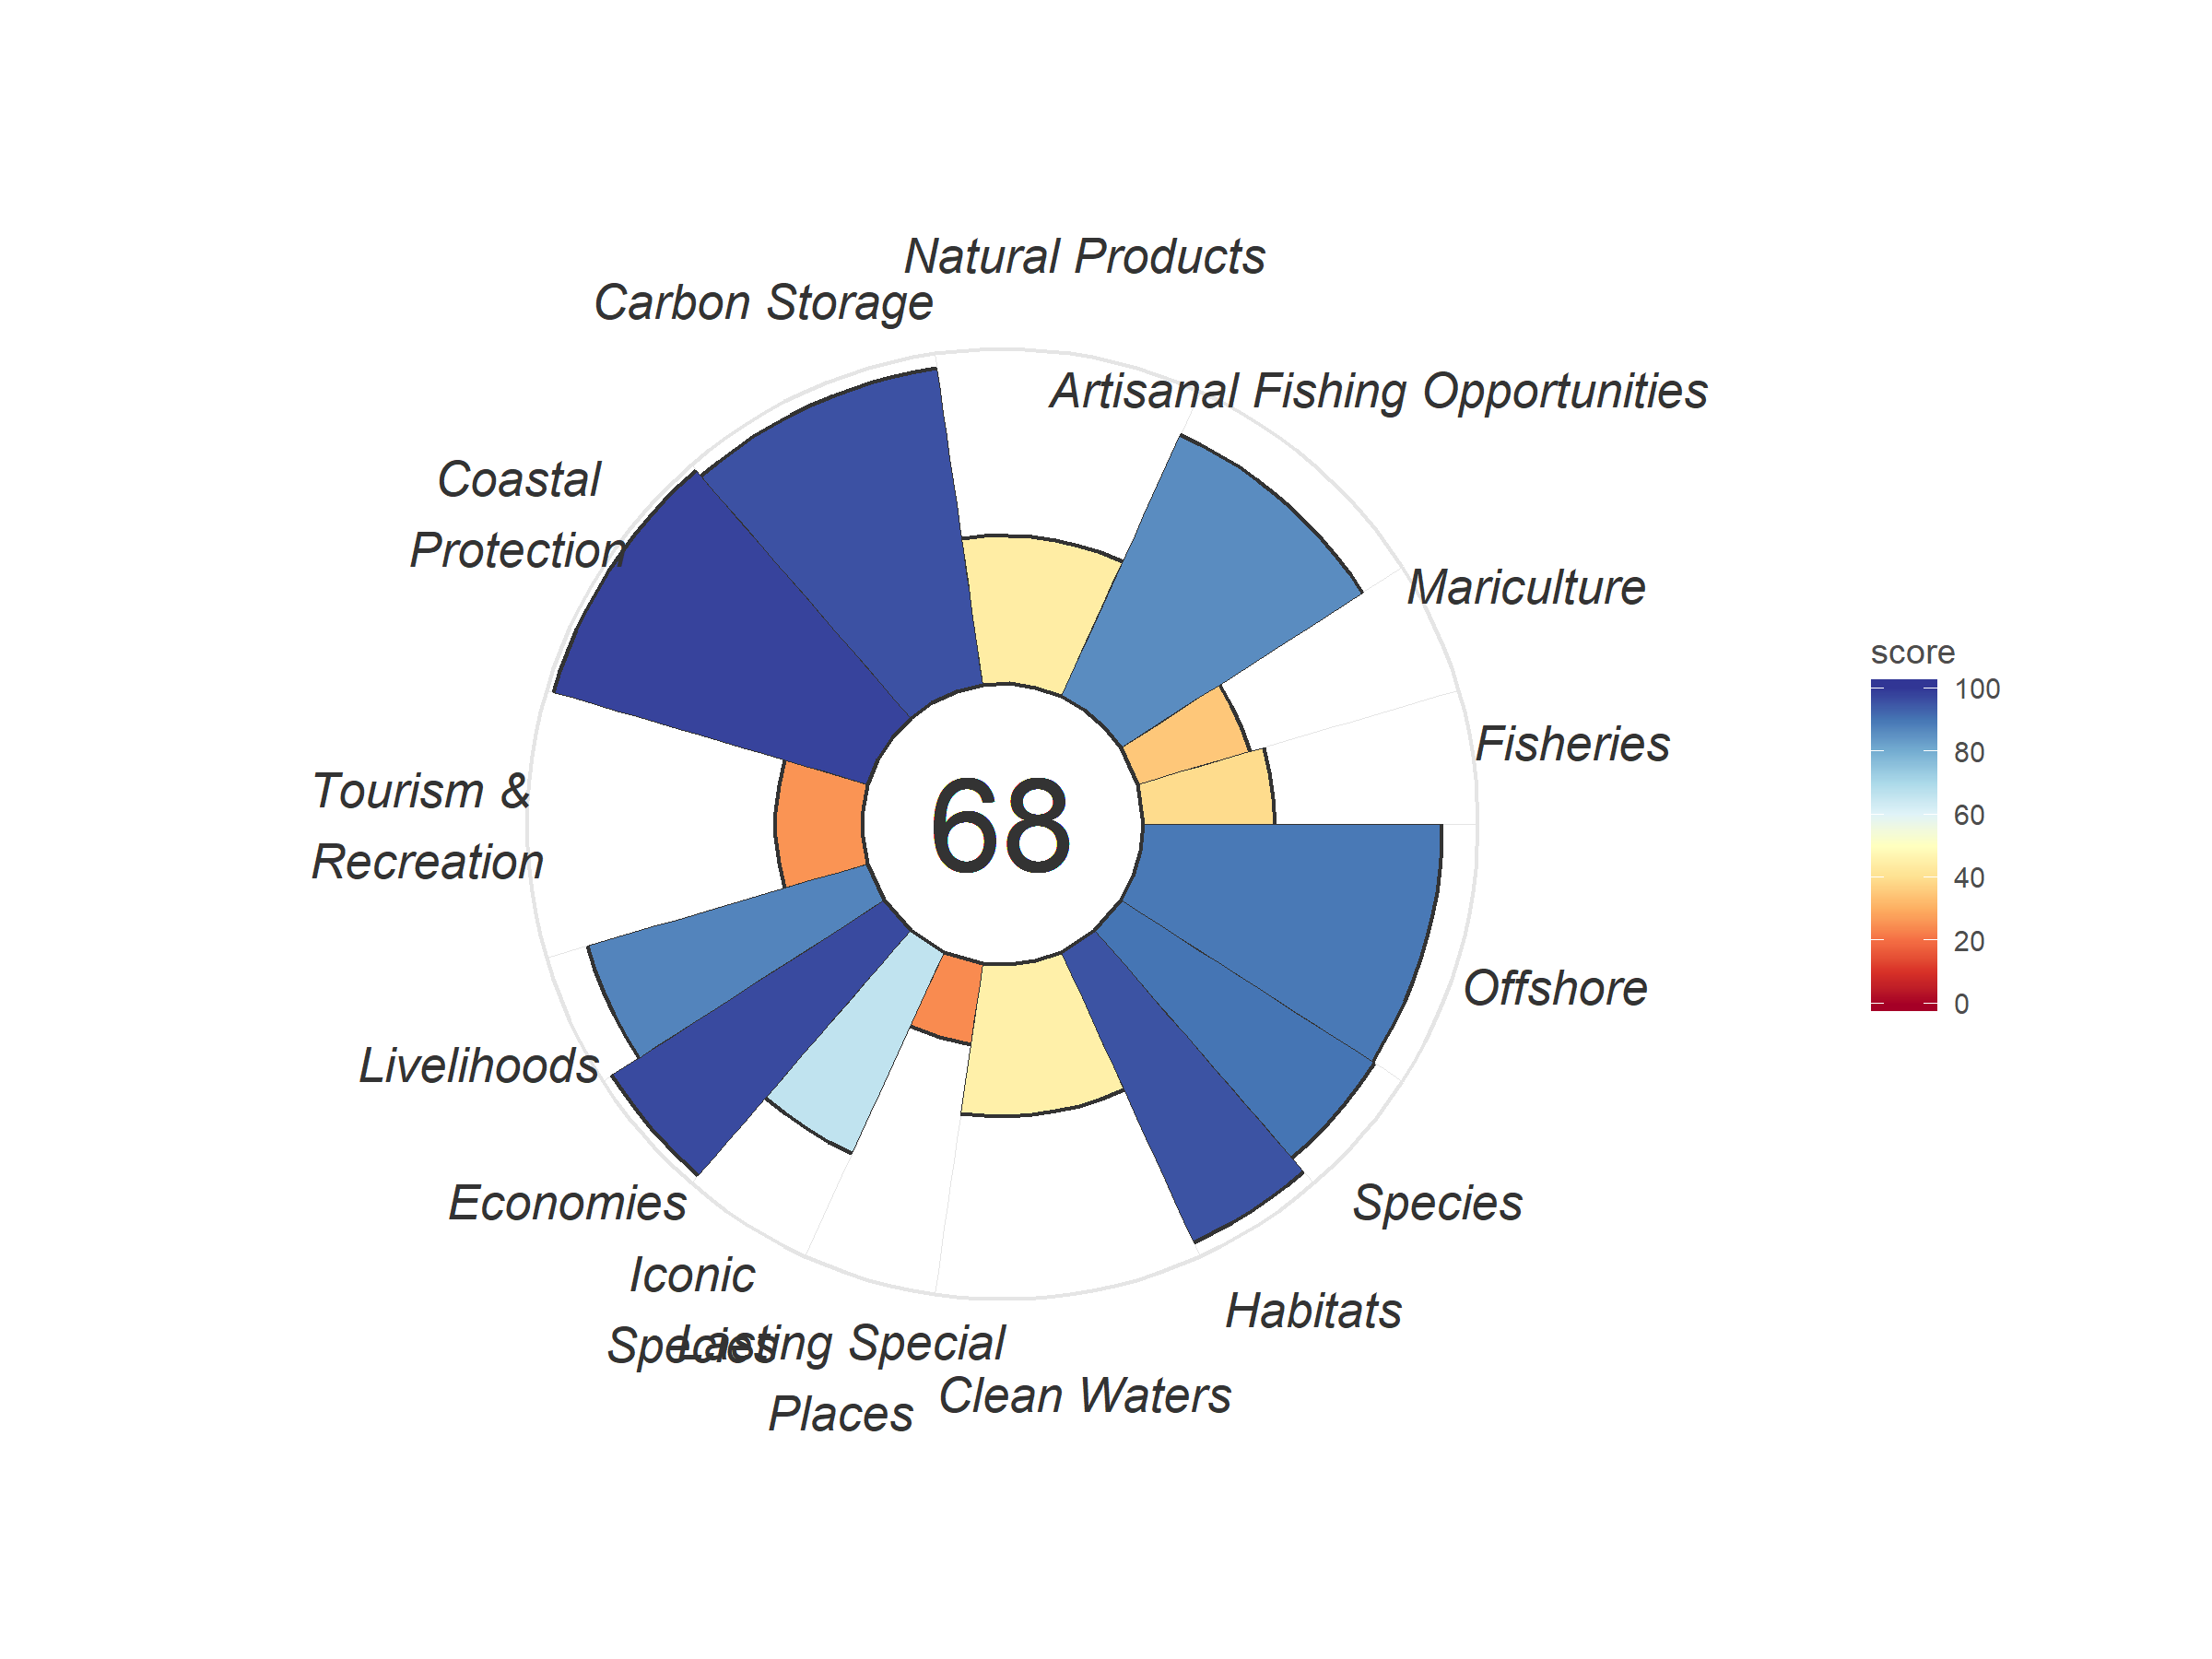 Natural Products
Carbon Storage
Artisanal Fishing Opportunities
Coastal
Protection
Mariculture
Fisheries
Tourism &
Recreation
68
Offshore
Livelihoods
Species
Economies
Habitats
Iconic
Species
Lasting Special
Places
Clean Waters
score
100
80
60
40
20
0